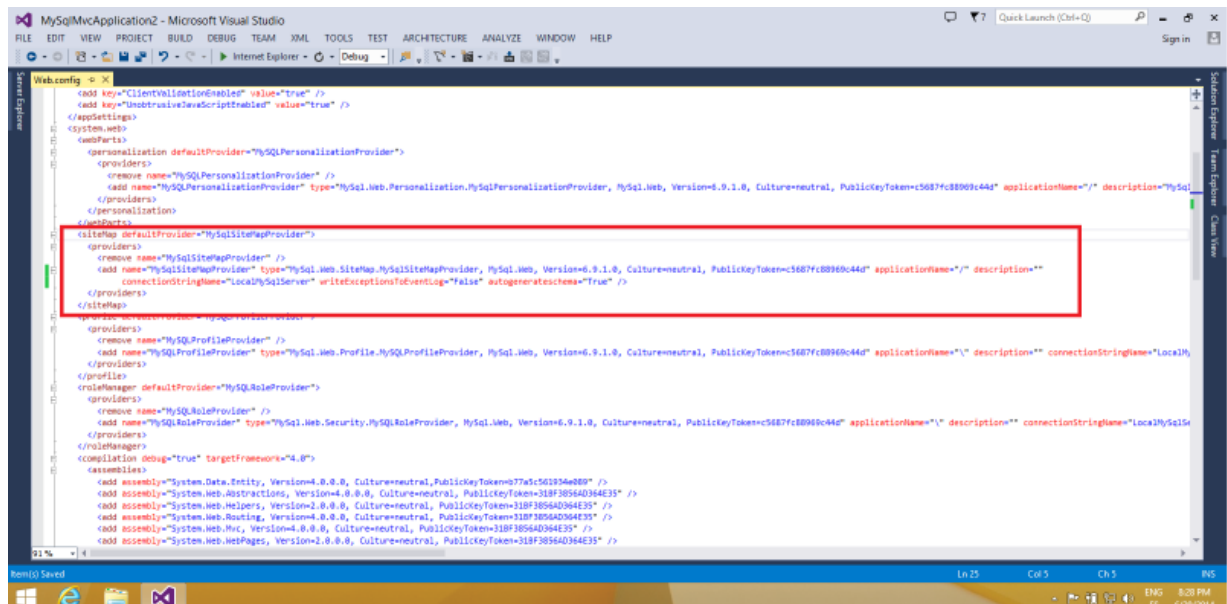 MySqlMvcApplication2 - Microsoft Visual Studio
7
Quick Launch (Ctrl+Q)
FILE EDIT VIEW PROJECT BUILD DEBUG TEAM XML TOOLS TEST ARCHITECTURE ANALYZE WINDOW HELP
Sign in
Internet Explorer
Debug
Server Explorer
Web.config
<add key="ClientValidationEnabled" value="true" />
<add key="UnobtrusiveJavaScriptEnabled" value="true" />
</appSettings>
<system.web>
<webParts>
<personalization defaultProvider="MySQLPersonalizationProvider">
<providers>
<remove name="MySQLPersonalizationProvider" />
<add name="MySQLPersonalizationProvider" type="MySql.Web.Personalization.MySqlPersonalizationProvider, MySql.Web, Version=6.9.1.0, Culture=neutral, PublicKeyToken=c5687fc88969c44d" applicationName="/" description="MySql
</providers>
</personalization>
</webParts>
<siteMap defaultProvider="MySqlSiteMapProvider">
<providers>
<remove name="MySqlSiteMapProvider" />
<add name="MySqlSiteMapProvider" type="MySql.Web.SiteMap.MySqlSiteMapProvider, MySql.Web, Version=6.9.1.0, Culture=neutral, PublicKeyToken=c5687fc88969c44d" applicationName="/" description=""
connectionStringName="LocalMySqlServer" writeExceptionsToEventLog="False" autogenerateschema="True" />
</providers>
</siteMap>
<profile defaultProvider="MySQLProfileProvider">
<providers>
<remove name="MySQLProfileProvider" />
<add name="MySQLProfileProvider" type="MySql.Web.Profile.MySQLProfileProvider, MySql.Web, Version=6.9.1.0, Culture=neutral, PublicKeyToken=c5687fc88969c44d" applicationName="\" description="" connectionStringName="LocalMy
</providers>
</profile>
<roleManager defaultProvider="MySQLRoleProvider">
<providers>
<remove name="MySQLRoleProvider" />
<add name="MySQLRoleProvider" type="MySql.Web.Security.MySQLRoleProvider, MySql.Web, Version=6.9.1.0, Culture=neutral, PublicKeyToken=c5687fc88969c44d" applicationName="\" description="" connectionStringName="LocalMySqlSe
</providers>
</roleManager>
<compilation debug="true" targetFramework="4.0">
<assemblies>
<add assembly="System.Data.Entity, Version=4.0.0.0, Culture=neutral,PublicKeyToken=b77a5c561934e089" />
<add assembly="System.Web.Abstractions, Version=4.0.0.0, Culture=neutral, PublicKeyToken=31BF3856AD364E35" />
<add assembly="System.Web.Helpers, Version=2.0.0.0, Culture=neutral, PublicKeyToken=31BF3856AD364E35" />
<add assembly="System.Web.Routing, Version=4.0.0.0, Culture=neutral, PublicKeyToken=31BF3856AD364E35" />
<add assembly="System.Web.Mvc, Version=4.0.0.0, Culture=neutral, PublicKeyToken=31BF3856AD364E35" />
<add assembly="System.Web.WebPages, Version=2.0.0.0, Culture=neutral, PublicKeyToken=31BF3856AD364E35" />
Solution Explorer
Team Explorer
Class View
91 %
Item(s) Saved
Ln 25 Col 5 Ch 5 INS
ENG 8:28 PM